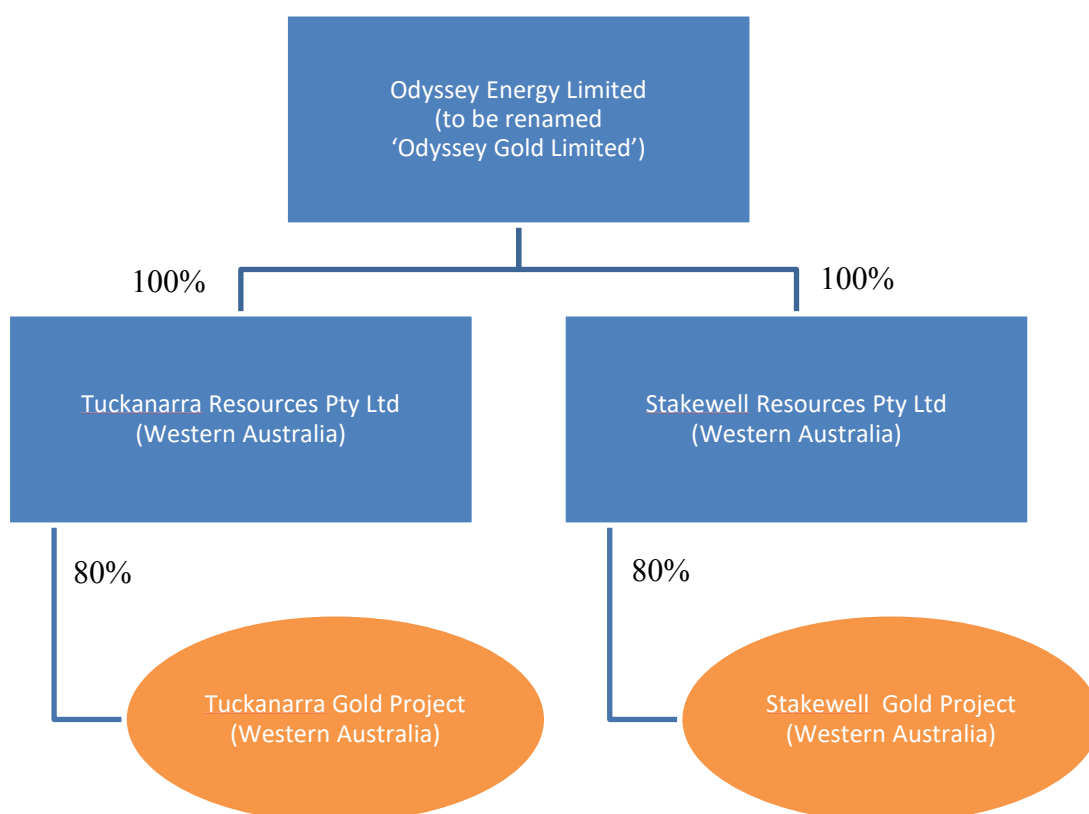 Odyssey Energy Limited
(to be renamed
‘Odyssey Gold Limited’)
100%
100%
Tuckanarra Resources Pty Ltd
(Western Australia)
Stakewell Resources Pty Ltd
(Western Australia)
80%
80%
Tuckanarra Gold Project
(Western Australia)
Stakewell Gold Project
(Western Australia)